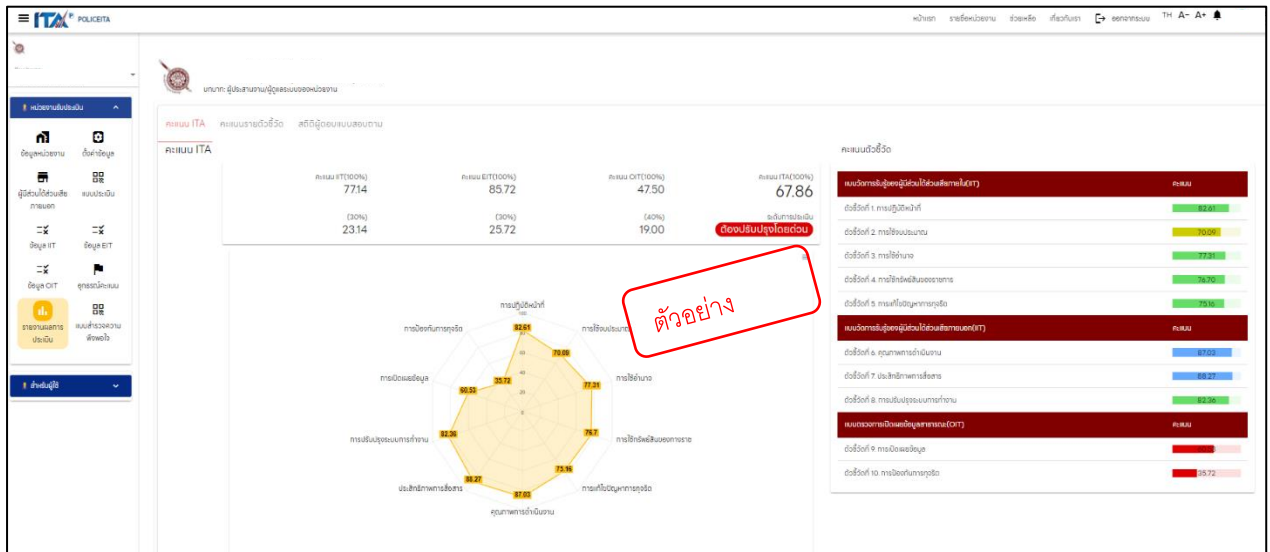 ITA POLICEITA
หน้าแรก รายชื่อหน่วยงาน ช่วยเหลือ เกี่ยวกับเรา ออกจากระบบ TH A- A+
หน่วยงานรับประเมิน
ข้อมูลหน่วยงาน ตั้งค่าข้อมูล
ผู้มีส่วนได้ส่วนเสียภายนอก แบบประเมิน
ข้อมูล IIT ข้อมูล EIT
ข้อมูล OIT อุทธรณ์คะแนน
รายงานผลการประเมิน แบบสำรวจความพึงพอใจ
สำหรับผู้ใช้
บทบาท: ผู้ประสานงาน/ผู้ดูแลระบบของหน่วยงาน
คะแนน ITA คะแนนรายตัวชี้วัด สถิติผู้ตอบแบบสอบถาม
คะแนน ITA
คะแนน IIT(100%) คะแนน EIT(100%) คะแนน OIT(100%) คะแนน ITA(100%)
77.14 85.72 47.50 67.86
(30%) (30%) (40%) ระดับการประเมิน
23.14 25.72 19.00 ต้องปรับปรุงโดยด่วน
ตัวอย่าง
การปฏิบัติหน้าที่
การป้องกันการทุจริต 82.61 การใช้งบประมาณ
70.09
การเปิดเผยข้อมูล 35.72 77.31 การใช้อำนาจ
60.53
การปรับปรุงระบบการทำงาน 82.36 76.7 การใช้ทรัพย์สินของทางราช
73.16
ประสิทธิภาพการสื่อสาร 88.27 87.03 การแก้ไขปัญหาการทุจริต
คุณภาพการดำเนินงาน
100
80
60
40
20
0
คะแนนตัวชี้วัด
แบบวัดการรับรู้ของผู้มีส่วนได้ส่วนเสียภายใน(IIT) คะแนน
ตัวชี้วัดที่ 1. การปฏิบัติหน้าที่ 82.61
ตัวชี้วัดที่ 2. การใช้งบประมาณ 70.09
ตัวชี้วัดที่ 3. การใช้อำนาจ 77.31
ตัวชี้วัดที่ 4. การใช้ทรัพย์สินของราชการ 76.70
ตัวชี้วัดที่ 5. การแก้ไขปัญหาการทุจริต
แบบวัดการรับรู้ของผู้มีส่วนได้ส่วนเสียภายนอก(IIT) คะแนน
ตัวชี้วัดที่ 6. คุณภาพการดำเนินงาน 87.03
ตัวชี้วัดที่ 7. ประสิทธิภาพการสื่อสาร 88.27
ตัวชี้วัดที่ 8. การปรับปรุงระบบการทำงาน 82.36
แบบตรวจการเปิดเผยข้อมูลสาธารณะ(OIT) คะแนน
ตัวชี้วัดที่ 9. การเปิดเผยข้อมูล
ตัวชี้วัดที่ 10. การป้องกันการทุจริต 35.72